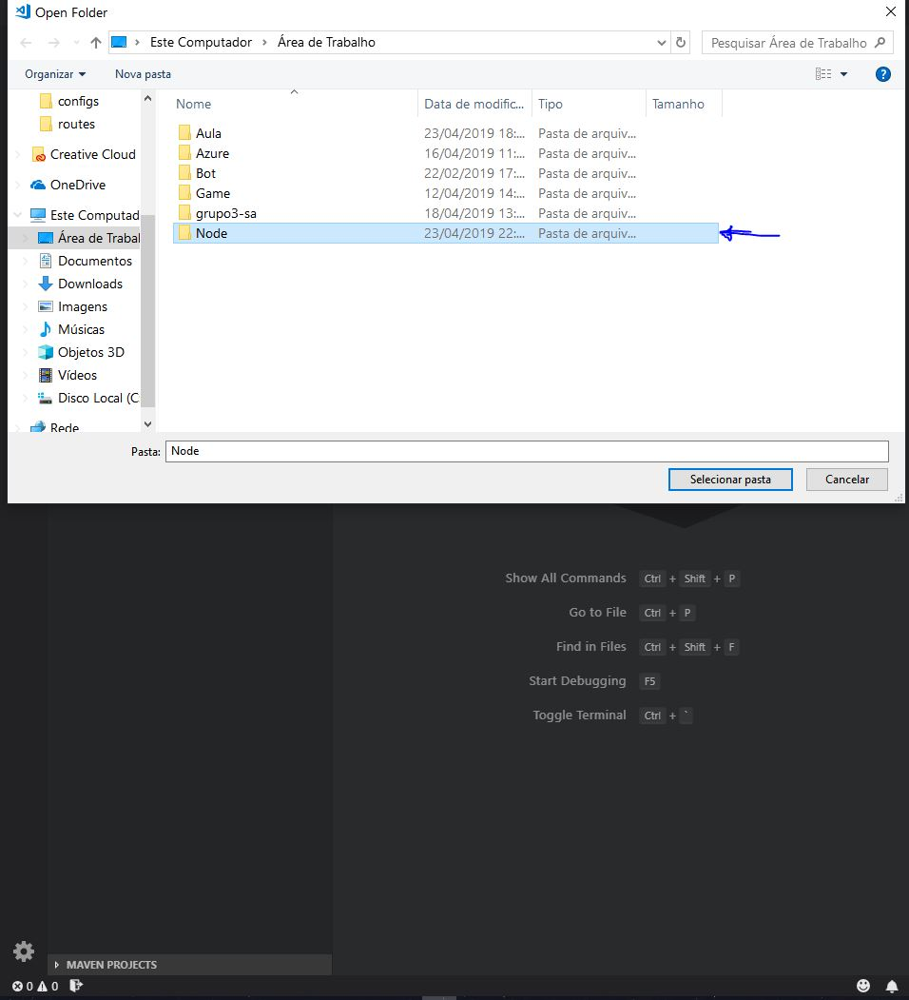 Open Folder
Este Computador > Área de Trabalho
Pesquisar Área de Trabalho
Organizar Nova pasta
Nome Data de modific... Tipo Tamanho
configs
routes
Creative Cloud
OneDrive
Este Computad
Área de Trabal
Documentos
Downloads
Imagens
Músicas
Objetos 3D
Vídeos
Disco Local (C
Rede
Aula 23/04/2019 18:... Pasta de arquiv...
Azure 16/04/2019 11:... Pasta de arquiv...
Bot 22/02/2019 17:... Pasta de arquiv...
Game 12/04/2019 14:... Pasta de arquiv...
grupo3-sa 18/04/2019 13:... Pasta de arquiv...
Node 23/04/2019 22:... Pasta de arquiv...
Pasta: Node
Selecionar pasta Cancelar
Show All Commands Ctrl + Shift + P
Go to File Ctrl + P
Find in Files Ctrl + Shift + F
Start Debugging F5
Toggle Terminal Ctrl + `
MAVEN PROJECTS
0 0